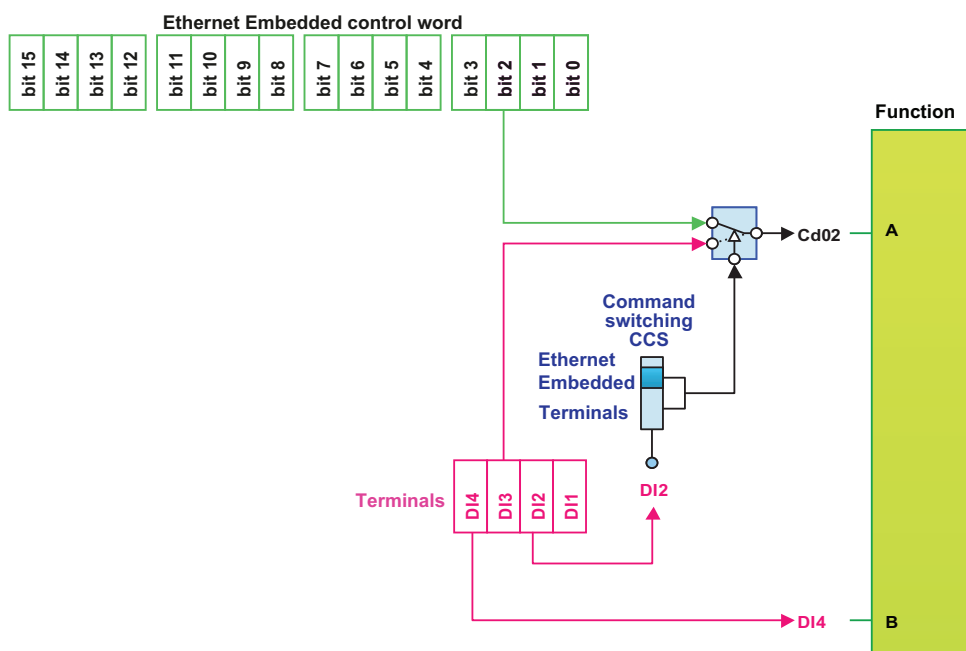 Ethernet Embedded control word
bit 15
bit 14
bit 13
bit 12
bit 11
bit 10
bit 9
bit 8
bit 7
bit 6
bit 5
bit 4
bit 3
bit 2
bit 1
bit 0
Function
Cd02
A
Command
switching
CCS
Ethernet
Embedded
Terminals
Terminals
DI4
DI3
DI2
DI1
DI2
DI4
B